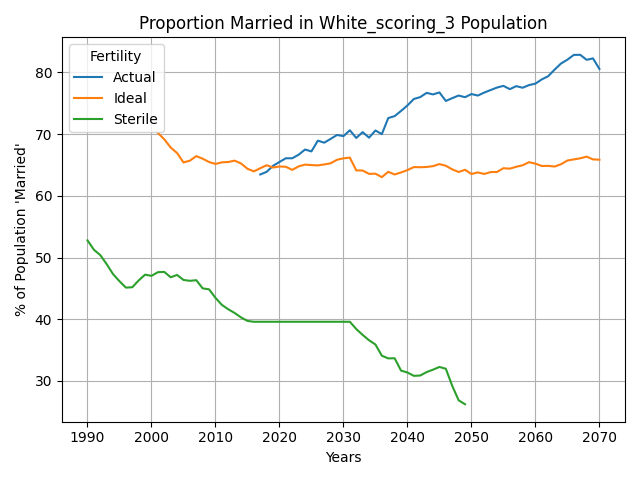 Proportion Married in White_scoring_3 Population
Fertility
Actual
Ideal
Sterile
% of Population 'Married'
80
70
60
50
40
30
1990
2000
2010
2020
2030
2040
2050
2060
2070
Years